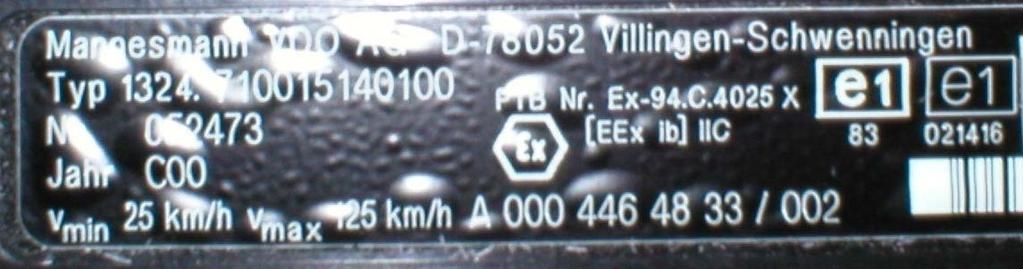 Mannesmann VDO AG D-78052 Villingen-Schwenningen
Typ 1324. 710015140100
PTB Nr. Ex-94.C.4025 X
e1 e1
Nr
Ex [EEx ib] IIC
83 021416
Jahr C00
Vmin 25 km/h Vmax 125 km/h A 000 446 48 33 / 002